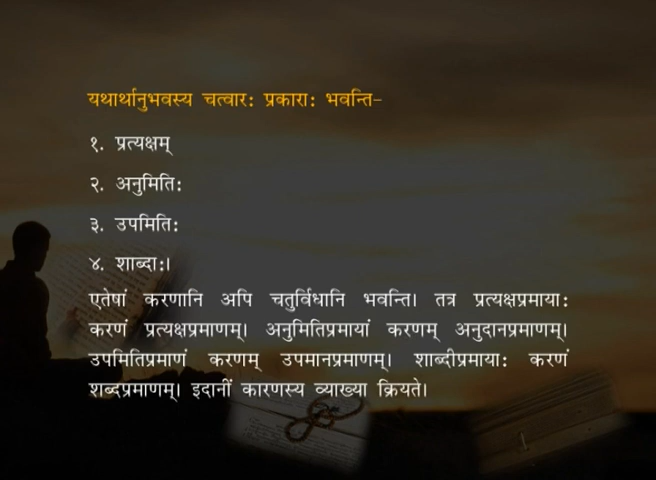 यथार्थानुभवस्य चत्वारः प्रकाराः भवन्ति-
१. प्रत्यक्षम्
२. अनुमितिः
३. उपमितिः
४. शाब्दाः।
एतेषां करणानि अपि चतुर्विधानि भवन्ति। तत्र प्रत्यक्षप्रमायाः
करणं प्रत्यक्षप्रमाणम्। अनुमितिप्रमायां करणम् अनुदानप्रमाणम्।
उपमितिप्रमाणं करणम् उपमानप्रमाणम्। शाब्दीप्रमायाः करणं
शब्दप्रमाणम्। इदानीं कारणस्य व्याख्या क्रियते।